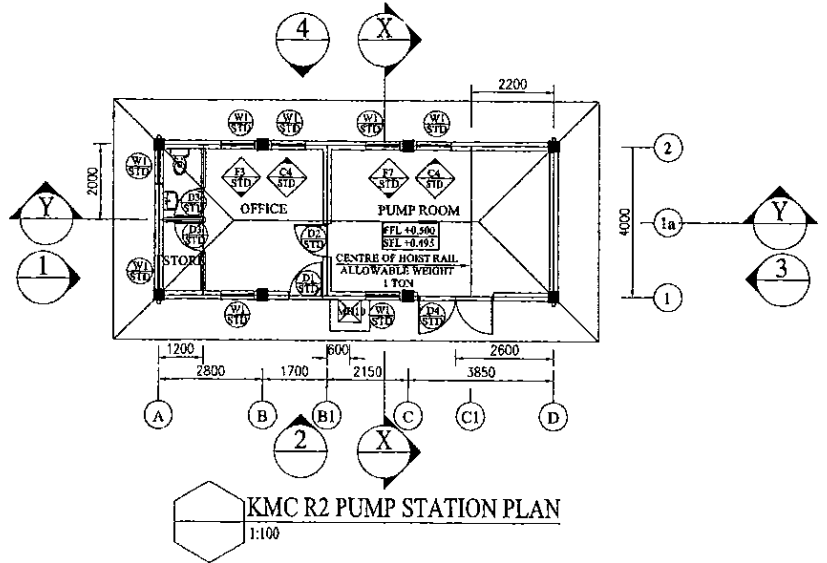 4
X
2200
W1 STD
W1 STD
W1 STD
W1 STD
2
W1 STD
2000
F3 STD
C4 STD
F7 STD
C4 STD
D3 STD
OFFICE
PUMP ROOM
Y
1a
Y
4000
D3 STD
D2 STD
FFL +0.500
SFL +0.495
STORE
CENTRE OF HOIST RAIL
ALLOWABLE WEIGHT
1 TON
W1 STD
1
D1 STD
3
1
W1 STD
MH10
W1 STD
D4 STD
1200
600
2600
2800
1700
2150
3850
A
B
B1
C
C1
D
2
X
KMC R2 PUMP STATION PLAN
1:100